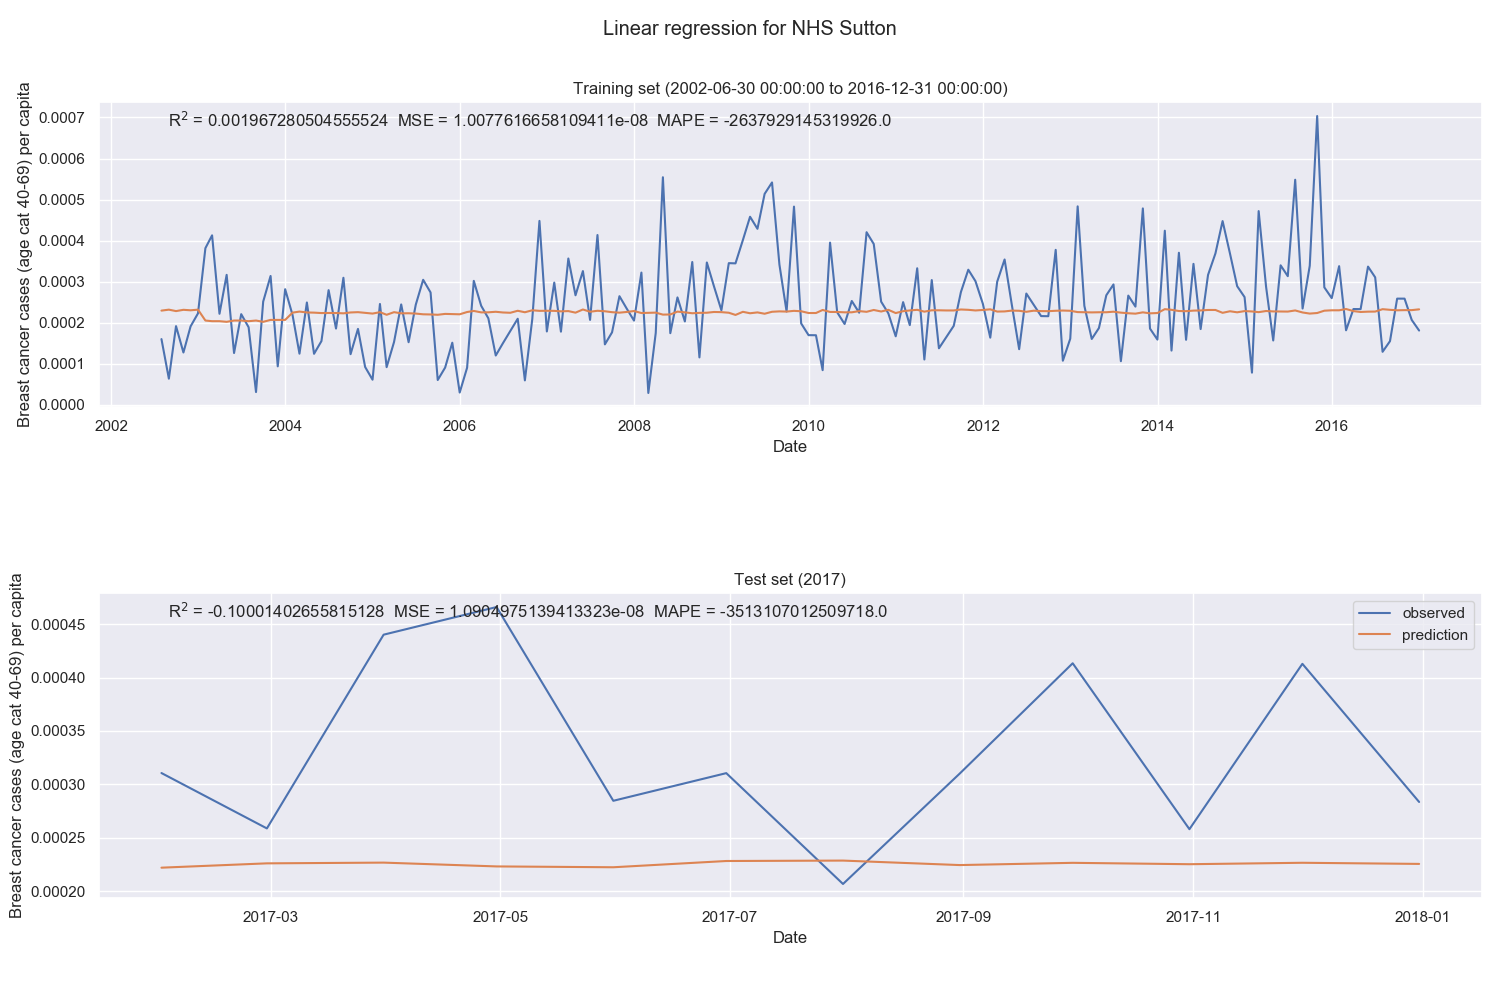 Linear regression for NHS Sutton
Training set (2002-06-30 00:00:00 to 2016-12-31 00:00:00)
R² = 0.001967280504555524 MSE = 1.0077616658109411e-08 MAPE = -2637929145319926.0
Breast cancer cases (age cat 40-69) per capita
0.0007
0.0006
0.0005
0.0004
0.0003
0.0002
0.0001
0.0000
2002 2004 2006 2008 2010 2012 2014 2016
Date
Test set (2017)
R² = -0.10001402655815128 MSE = 1.0904975139413323e-08 MAPE = -3513107012509718.0
observed
prediction
Breast cancer cases (age cat 40-69) per capita
0.00045
0.00040
0.00035
0.00030
0.00025
0.00020
2017-03 2017-05 2017-07 2017-09 2017-11 2018-01
Date